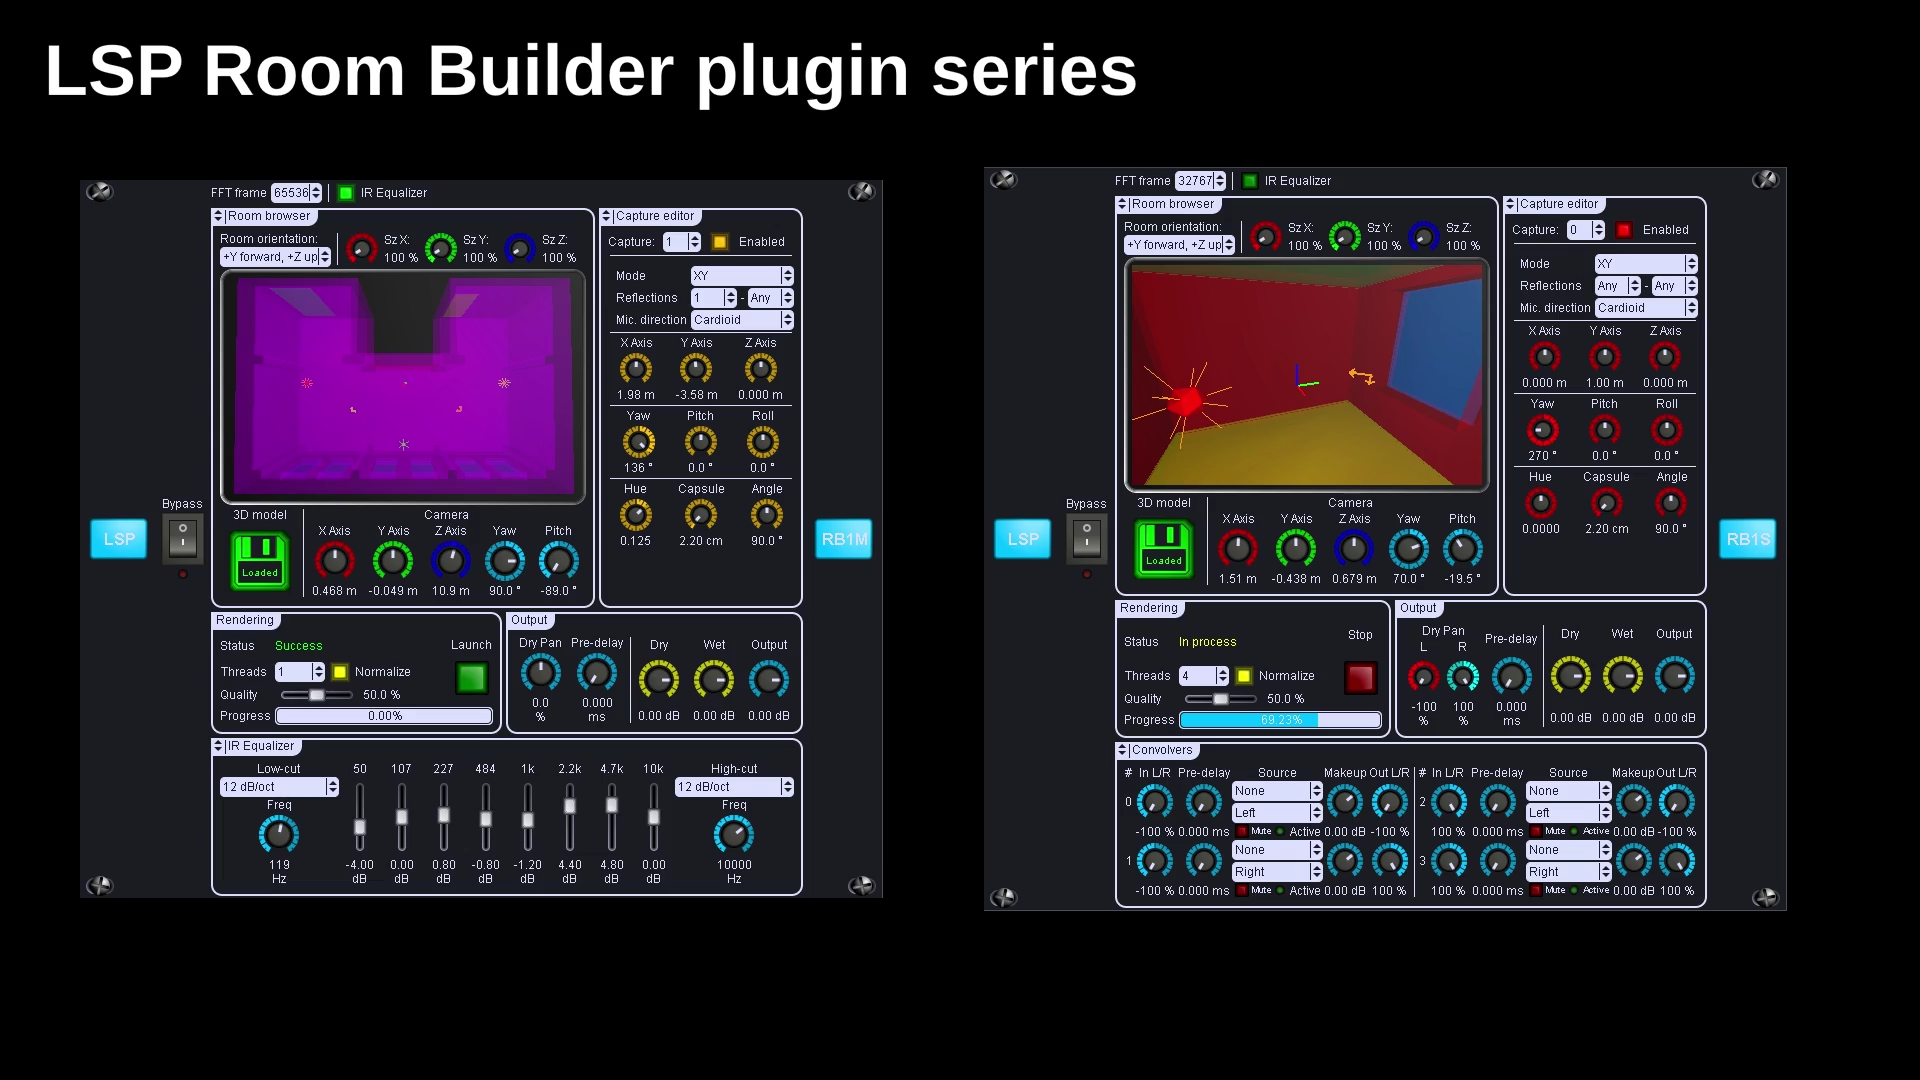 LSP Room Builder plugin series
FFT frame 65536 IR Equalizer
Room browser
Room orientation:
+Y forward, +Z up
Sz X: 100 % Sz Y: 100 % Sz Z: 100 %
Capture editor
Capture: 1 Enabled
Mode XY
Reflections 1 - Any
Mic. direction Cardioid
X Axis Y Axis Z Axis
1.98 m -3.58 m 0.000 m
Yaw Pitch Roll
136 ° 0.0 ° 0.0 °
Hue Capsule Angle
0.125 2.20 cm 90.0 °
Bypass
LSP
RB1M
3D model
Loaded
Camera
X Axis Y Axis Z Axis Yaw Pitch
0.468 m -0.049 m 10.9 m 90.0 ° -89.0 °
Rendering
Status Success Launch
Threads 1 Normalize
Quality 50.0 %
Progress 0.00%
Output
Dry Pan Pre-delay Dry Wet Output
0.0 % 0.000 ms 0.00 dB 0.00 dB 0.00 dB
IR Equalizer
Low-cut 50 107 227 484 1k 2.2k 4.7k 10k High-cut
12 dB/oct 12 dB/oct
Freq Freq
119 -4.00 0.00 0.80 -0.80 -1.20 4.40 4.80 0.00 10000
Hz dB dB dB dB dB dB dB dB Hz
FFT frame 32767 IR Equalizer
Room browser
Room orientation:
+Y forward, +Z up
Sz X: 100 % Sz Y: 100 % Sz Z: 100 %
Capture editor
Capture: 0 Enabled
Mode XY
Reflections Any - Any
Mic. direction Cardioid
X Axis Y Axis Z Axis
0.000 m 1.00 m 0.000 m
Yaw Pitch Roll
270 ° 0.0 ° 0.0 °
Hue Capsule Angle
0.0000 2.20 cm 90.0 °
Bypass
LSP
RB1S
3D model
Loaded
Camera
X Axis Y Axis Z Axis Yaw Pitch
1.51 m -0.438 m 0.679 m 70.0 ° -19.5 °
Rendering
Status In process Stop
Threads 4 Normalize
Quality 50.0 %
Progress 69.23%
Output
Dry Pan Pre-delay Dry Wet Output
L R
-100 % 100 % 0.000 ms 0.00 dB 0.00 dB 0.00 dB
Convolvers
# In L/R Pre-delay Source Makeup Out L/R # In L/R Pre-delay Source Makeup Out L/R
0 None 2 None
Left Left
-100 % 0.000 ms Mute Active 0.00 dB -100 % 100 % 0.000 ms Mute Active 0.00 dB -100 %
1 None 3 None
Right Right
-100 % 0.000 ms Mute Active 0.00 dB 100 % 100 % 0.000 ms Mute Active 0.00 dB 100 %